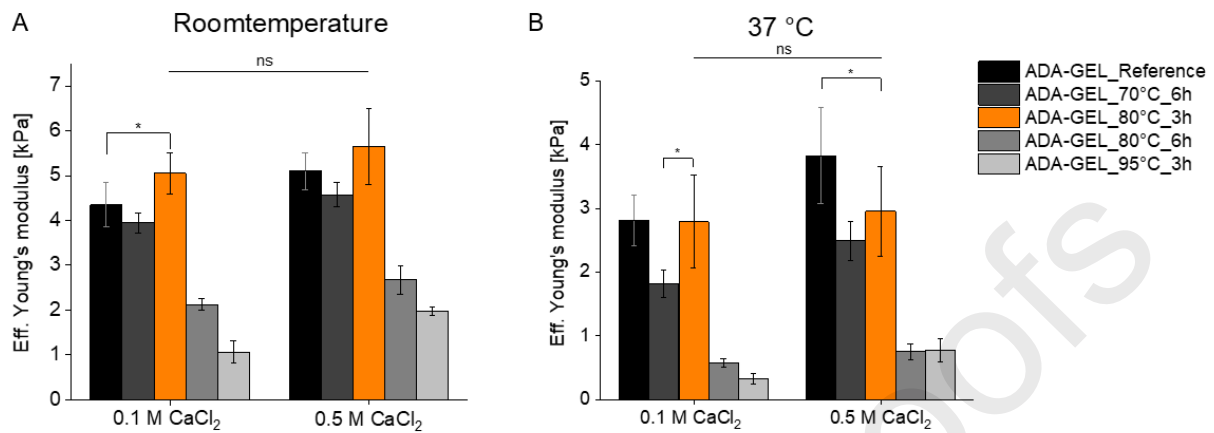 A
Roomtemperature
ns
*
Eff. Young's modulus [kPa]
7
6
5
4
3
2
1
0
0.1 M CaCl₂
0.5 M CaCl₂
B
37 °C
ns
*
*
Eff. Young's modulus [kPa]
5
4
3
2
1
0
0.1 M CaCl₂
0.5 M CaCl₂
ADA-GEL_Reference
ADA-GEL_70°C_6h
ADA-GEL_80°C_3h
ADA-GEL_80°C_6h
ADA-GEL_95°C_3h
oofs